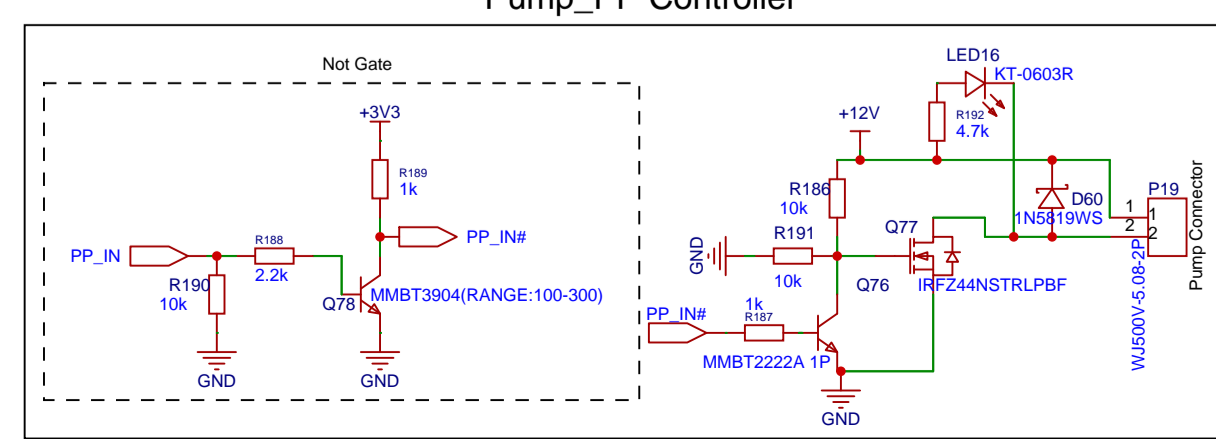 Pump_PP Controller
Not Gate
+3V3
R189
1k
PP_IN#
PP_IN
R188
2.2k
R190
10k
Q78
MMBT3904(RANGE:100-300)
GND
GND
LED16
KT-0603R
R192
4.7k
+12V
R186
10k
R191
10k
GND
Q77
IRFZ44NSTRLPBF
Q76
D60
1N5819WS
P19
1
1
2
2
Pump Connector
WJ500V-5.08-2P
PP_IN#
1k
R187
MMBT2222A 1P
GND